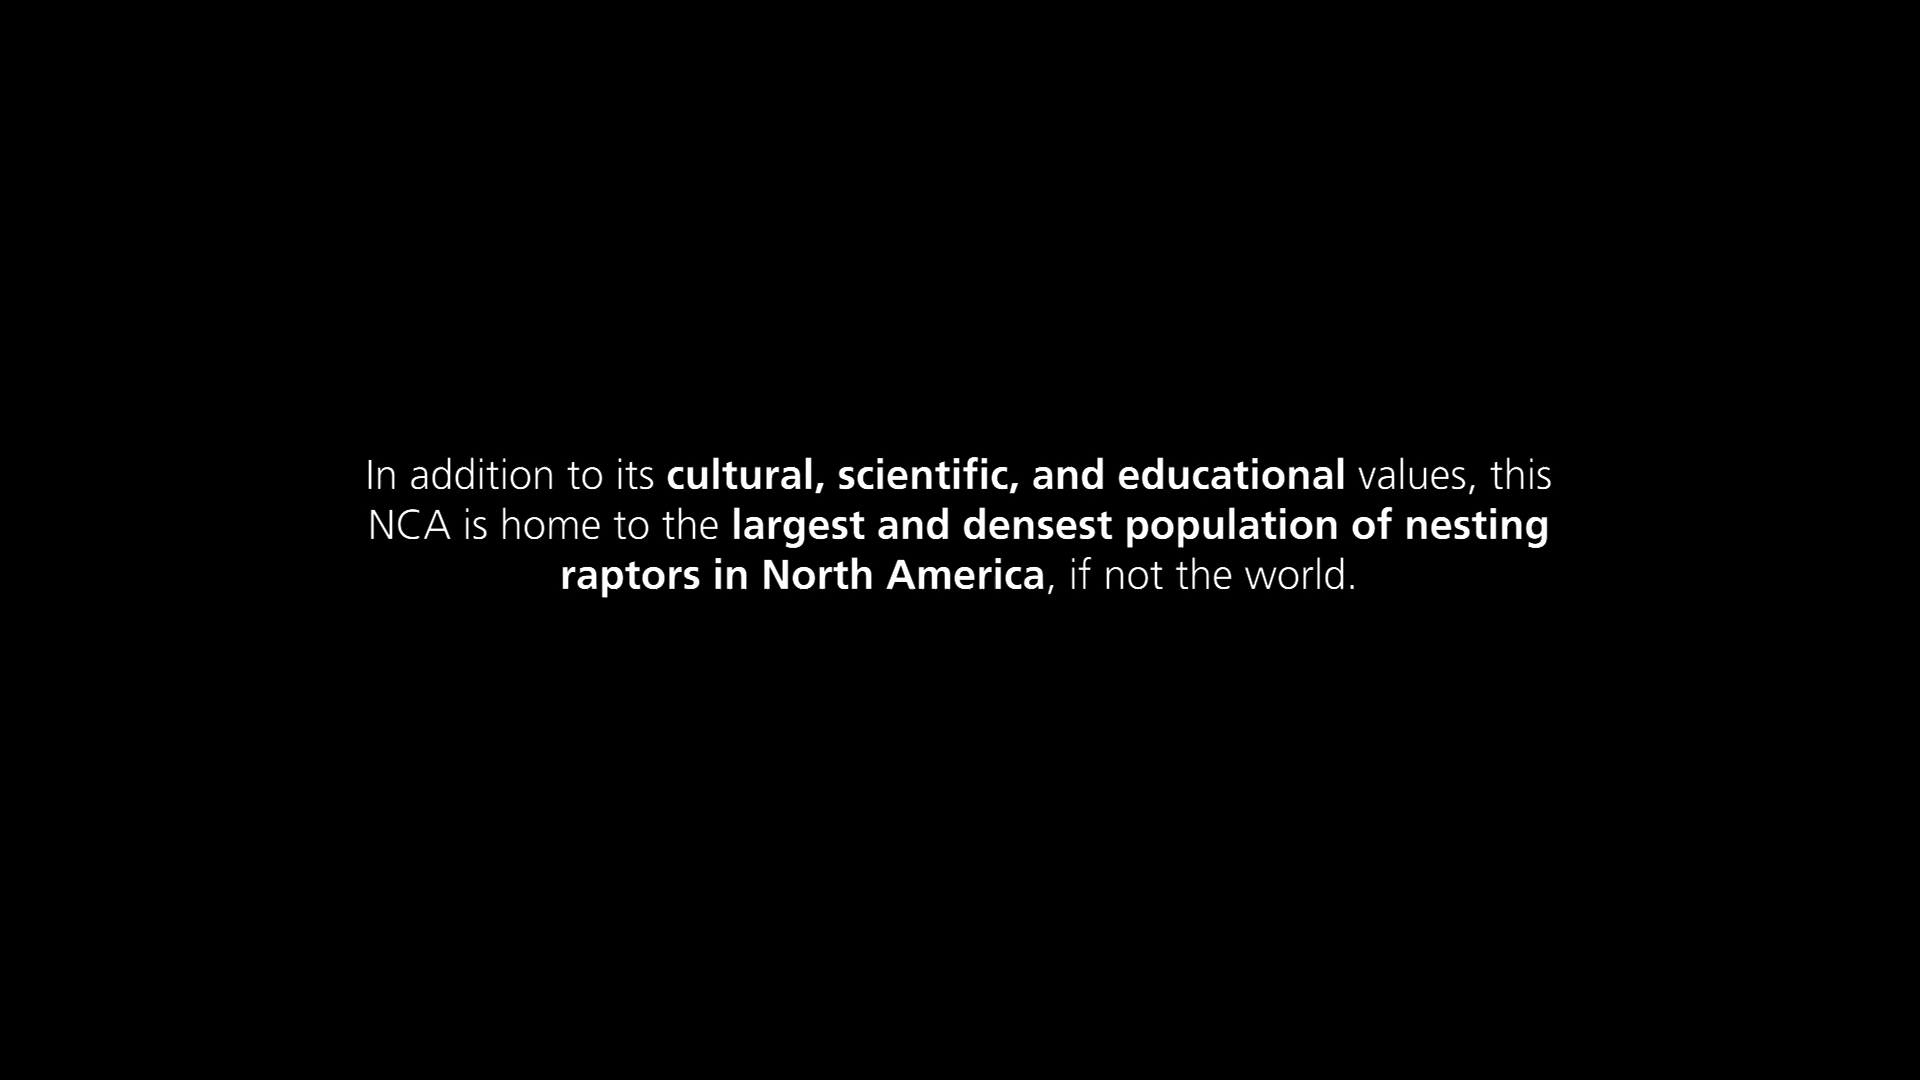 In addition to its cultural, scientific, and educational values, this
NCA is home to the largest and densest population of nesting
raptors in North America, if not the world.